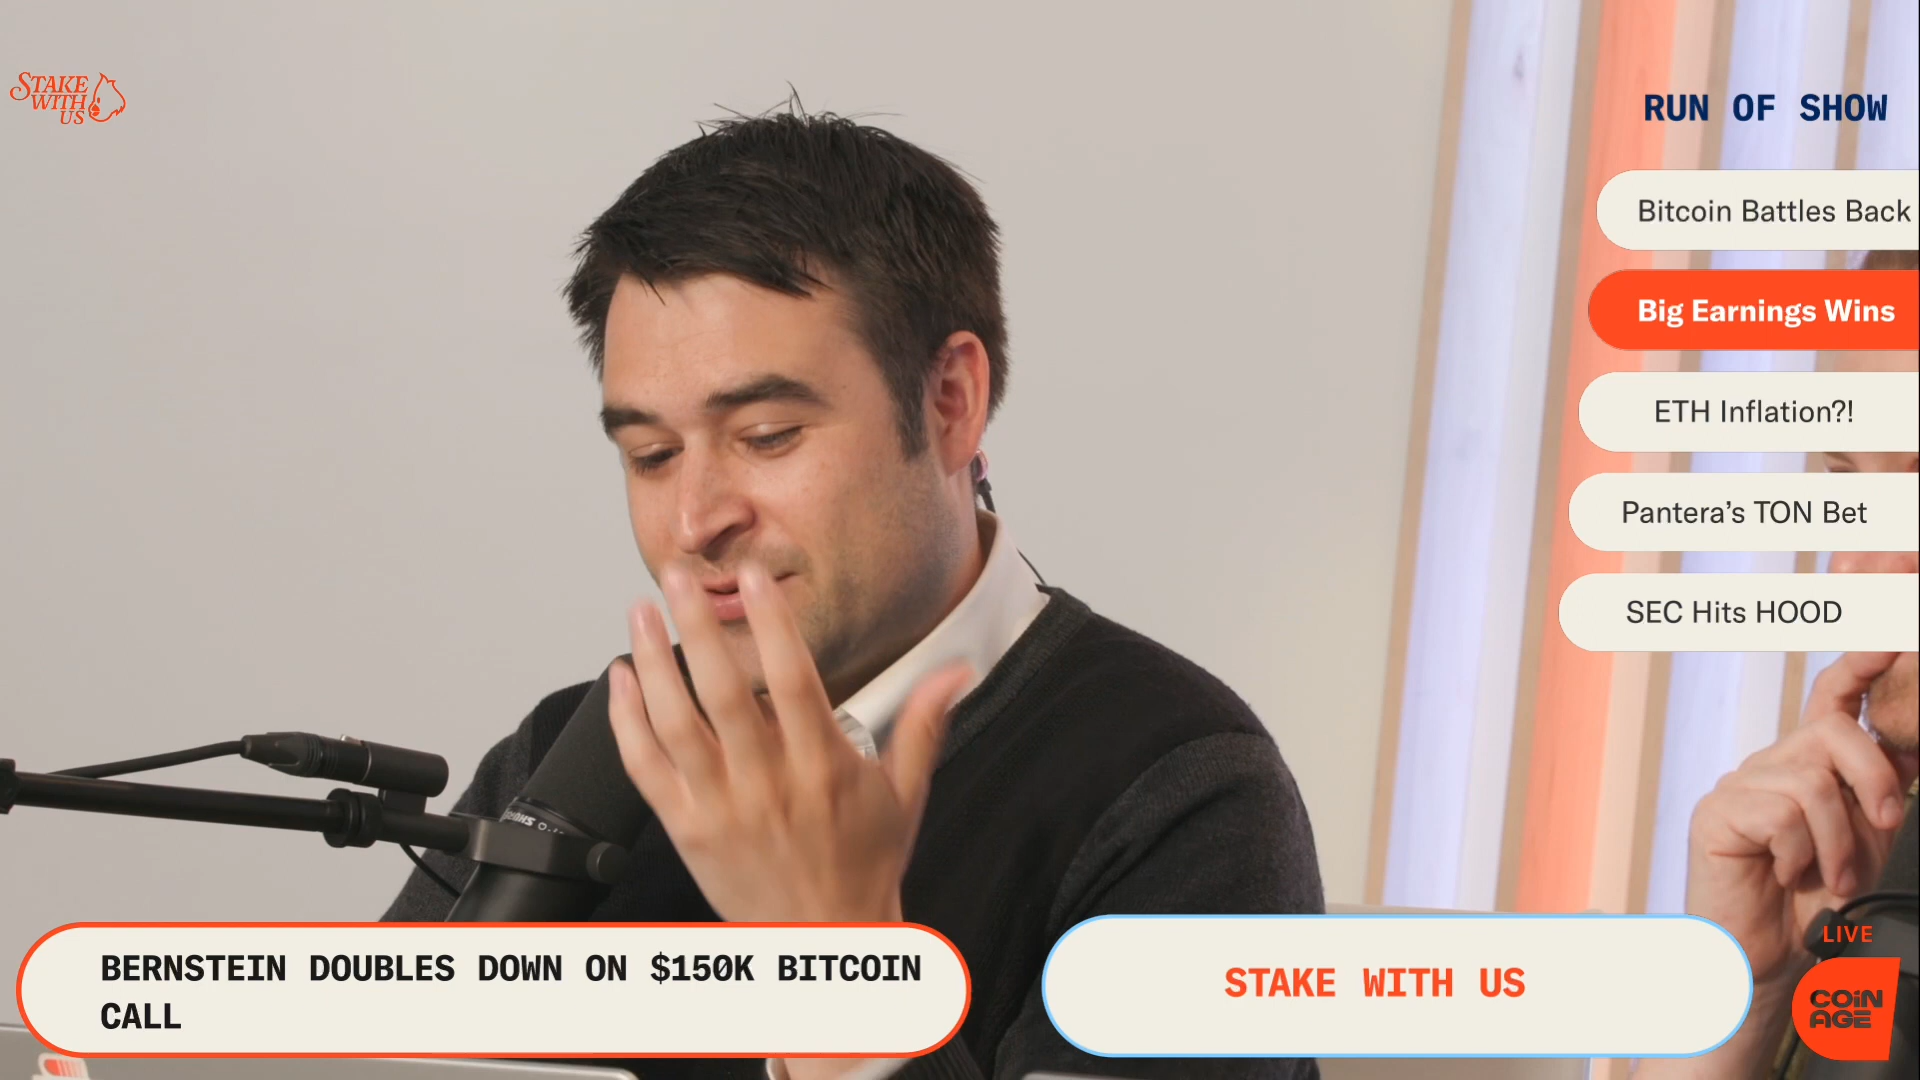 STAKE
WITH
US
RUN OF SHOW
Bitcoin Battles Back
Big Earnings Wins
ETH Inflation?!
Pantera’s TON Bet
SEC Hits HOOD
SHURE
BERNSTEIN DOUBLES DOWN ON $150K BITCOIN
CALL
STAKE WITH US
LIVE
COiN
AGE